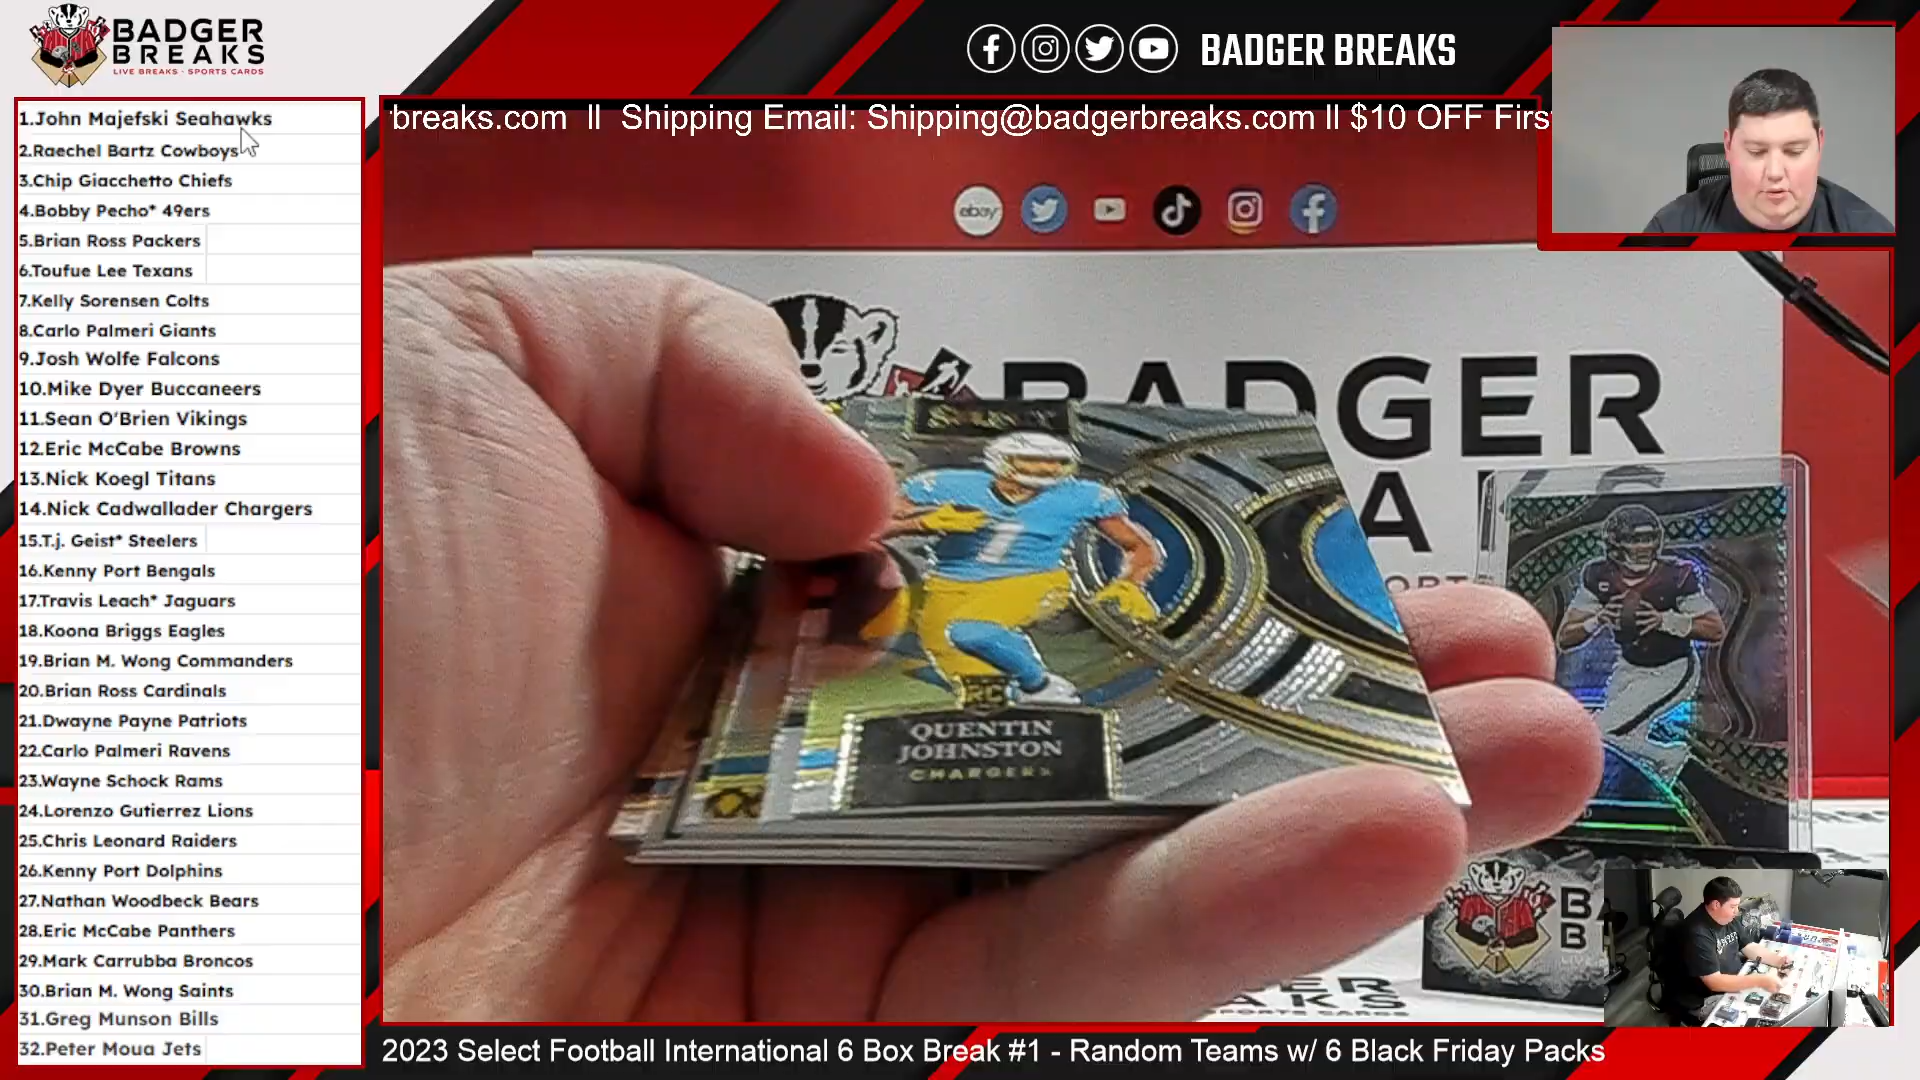 BADGER
BREAKS
LIVE BREAKS - SPORTS CARDS
BADGER BREAKS
breaks.com II Shipping Email: Shipping@badgerbreaks.com II $10 OFF Firs
1.John Majefski Seahawks
2.Raechel Bartz Cowboys
3.Chip Giacchetto Chiefs
4.Bobby Pecho* 49ers
5.Brian Ross Packers
6.Toufue Lee Texans
7.Kelly Sorensen Colts
8.Carlo Palmeri Giants
9.Josh Wolfe Falcons
10.Mike Dyer Buccaneers
11.Sean O'Brien Vikings
12.Eric McCabe Browns
13.Nick Koegl Titans
14.Nick Cadwallader Chargers
15.T.j. Geist* Steelers
16.Kenny Port Bengals
17.Travis Leach* Jaguars
18.Koona Briggs Eagles
19.Brian M. Wong Commanders
20.Brian Ross Cardinals
21.Dwayne Payne Patriots
22.Carlo Palmeri Ravens
23.Wayne Schock Rams
24.Lorenzo Gutierrez Lions
25.Chris Leonard Raiders
26.Kenny Port Dolphins
27.Nathan Woodbeck Bears
28.Eric McCabe Panthers
29.Mark Carrubba Broncos
30.Brian M. Wong Saints
31.Greg Munson Bills
32.Peter Moua Jets
ebay
BADGER
SELECT
1
RC
QUENTIN
JOHNSTON
CHARGERS
2023 Select Football International 6 Box Break #1 - Random Teams w/ 6 Black Friday Packs